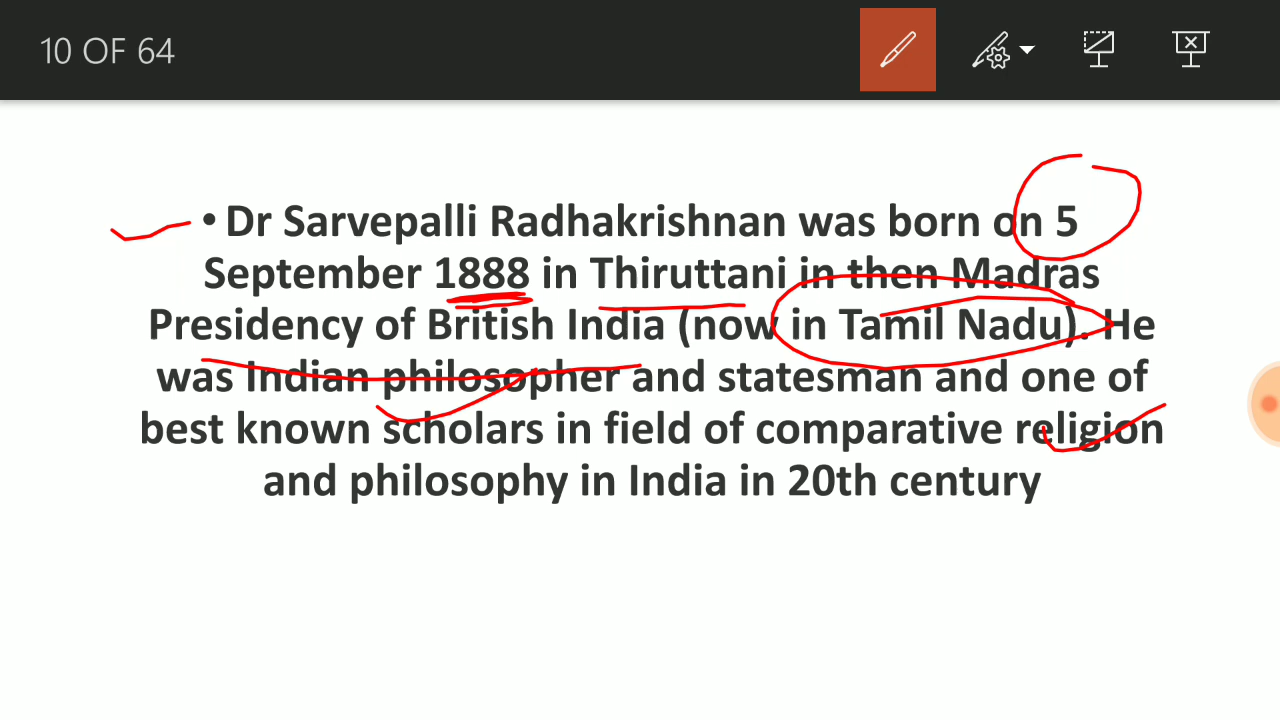 10 OF 64
• Dr Sarvepalli Radhakrishnan was born on 5
September 1888 in Thiruttani in then Madras
Presidency of British India (now in Tamil Nadu). He
was Indian philosopher and statesman and one of
best known scholars in field of comparative religion
and philosophy in India in 20th century